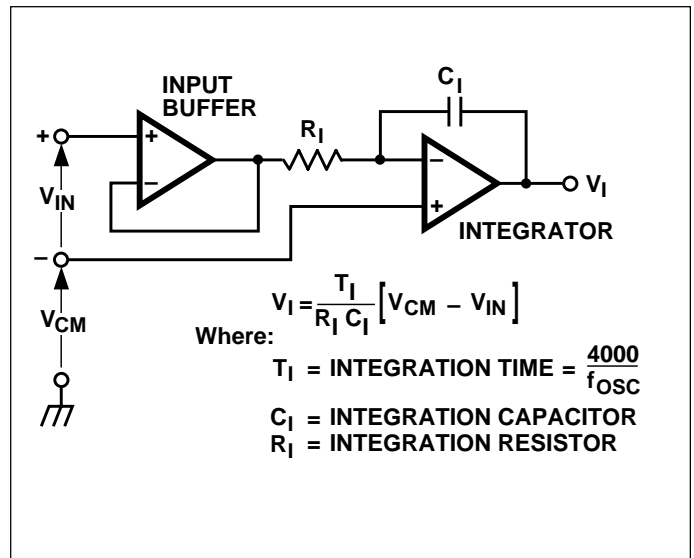 INPUT
BUFFER
C_I
R_I
+
+
−
−
+
V_IN
−
V_I
INTEGRATOR
V_CM
V_I = T_I / (R_I C_I) [V_CM − V_IN]
Where:
T_I = INTEGRATION TIME = 4000 / f_OSC
C_I = INTEGRATION CAPACITOR
R_I = INTEGRATION RESISTOR